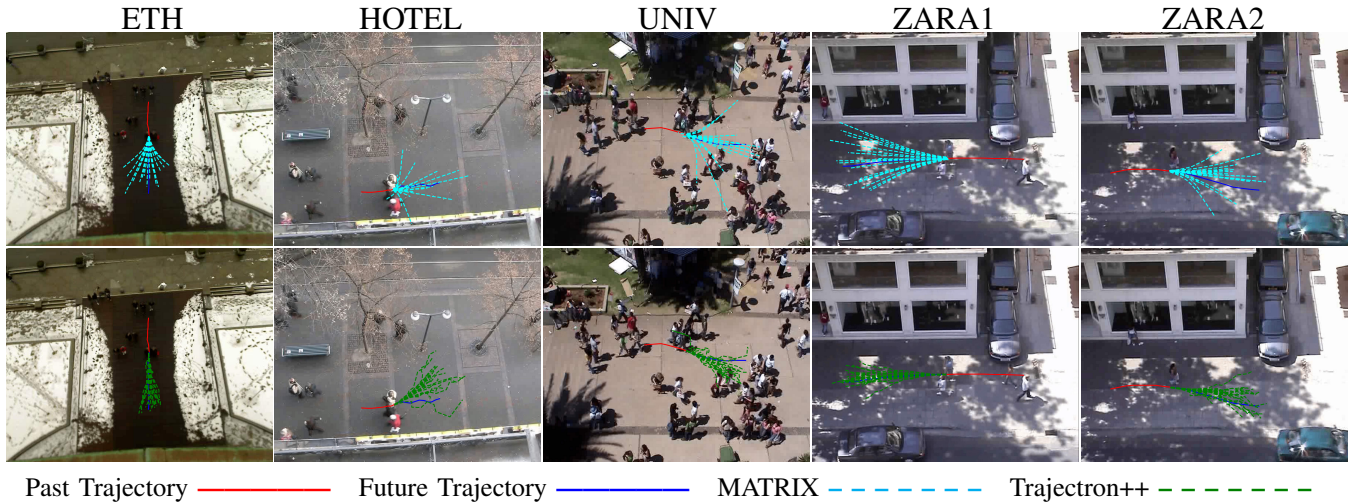 ETH HOTEL UNIV ZARA1 ZARA2
Past Trajectory Future Trajectory MATRIX Trajectron++